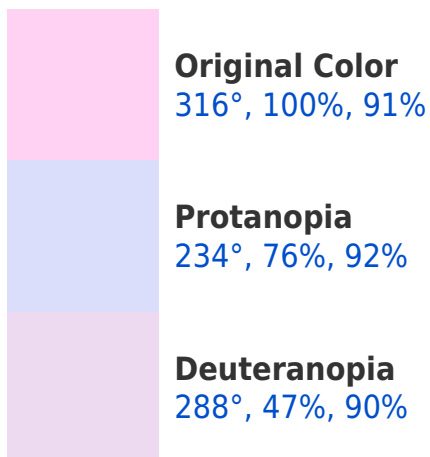 Original Color
316°, 100%, 91%
Protanopia
234°, 76%, 92%
Deuteranopia
288°, 47%, 90%